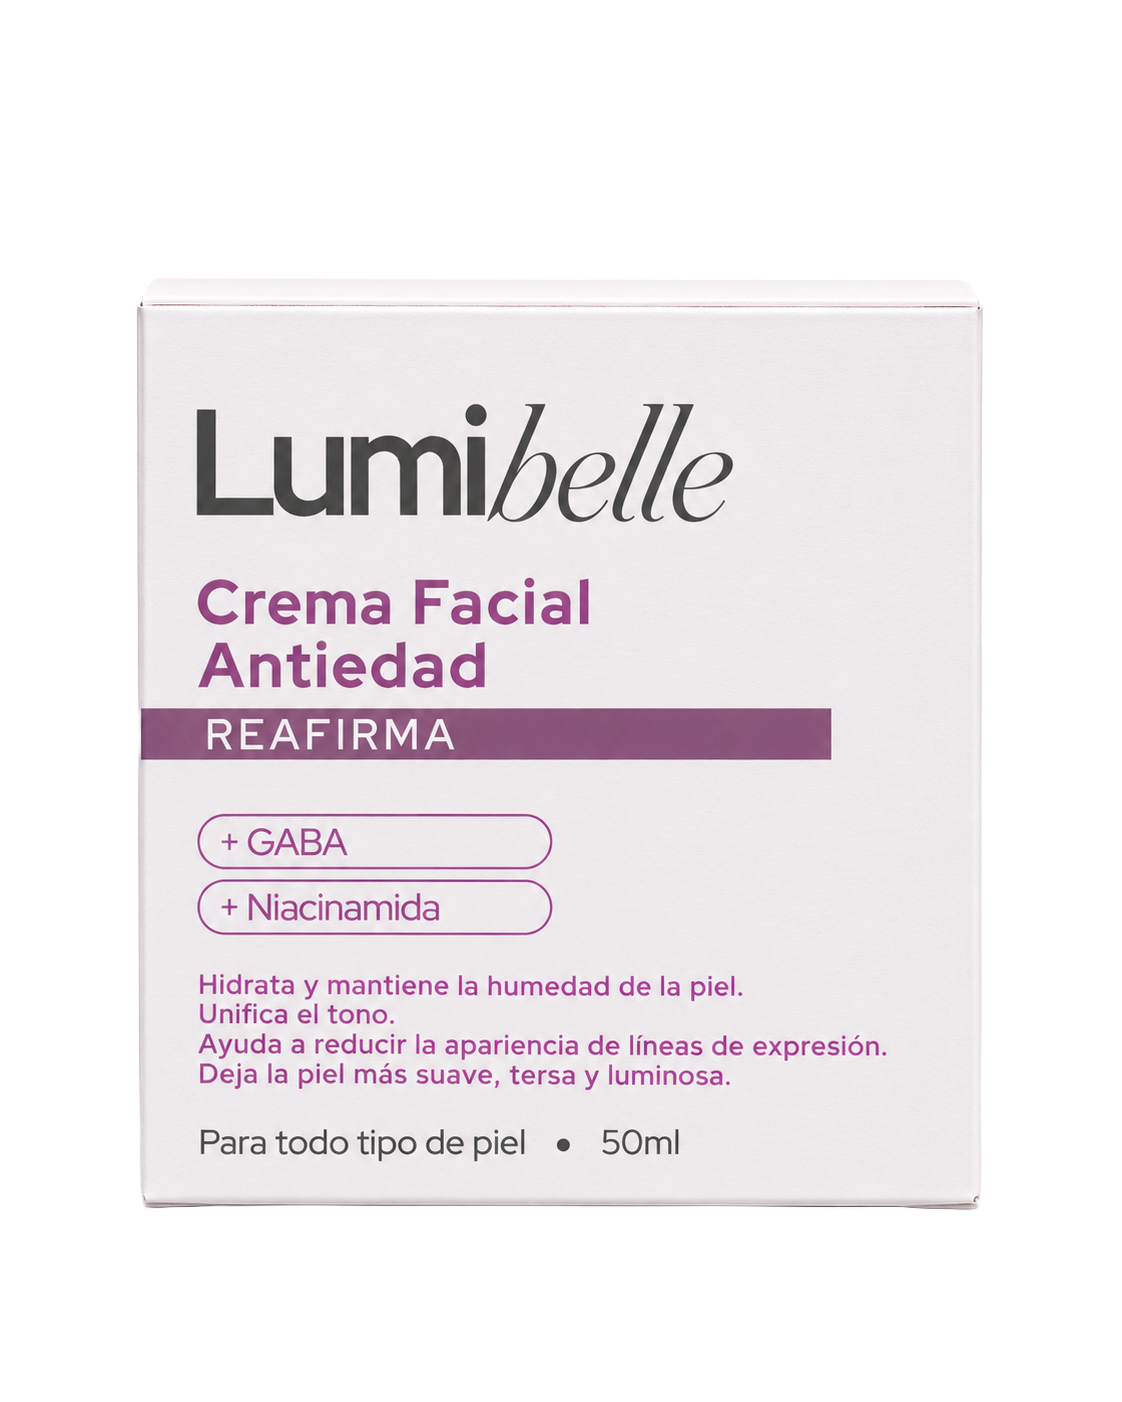 Lumibelle
Crema Facial
Antiedad
REAFIRMA
+ GABA
+ Niacinamida
Hidrata y mantiene la humedad de la piel.
Unifica el tono.
Ayuda a reducir la apariencia de líneas de expresión.
Deja la piel más suave, tersa y luminosa.
Para todo tipo de piel • 50ml